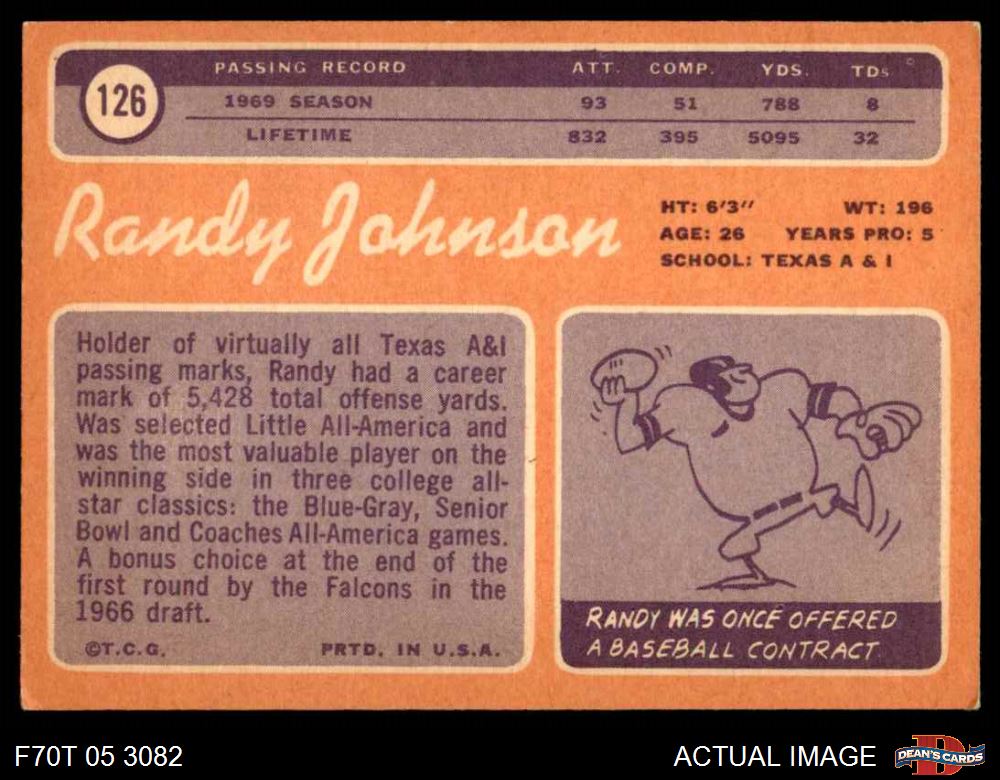 126
PASSING RECORD ATT. COMP. YDS. TDs
1969 SEASON 93 51 788 8
LIFETIME 832 395 5095 32
Randy Johnson
HT: 6'3" WT: 196
AGE: 26 YEARS PRO: 5
SCHOOL: TEXAS A & I
Holder of virtually all Texas A&I
passing marks, Randy had a career
mark of 5,428 total offense yards.
Was selected Little All-America and
was the most valuable player on the
winning side in three college all-
star classics: the Blue-Gray, Senior
Bowl and Coaches All-America games.
A bonus choice at the end of the
first round by the Falcons in the
1966 draft.
©T.C.G. PRTD. IN U.S.A.
RANDY WAS ONCE OFFERED
A BASEBALL CONTRACT
F70T 05 3082 ACTUAL IMAGE
D
DEAN'S CARDS